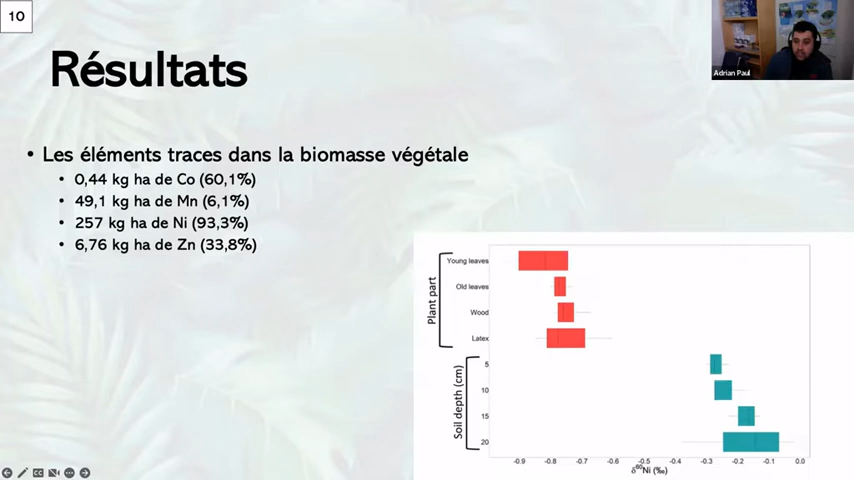 10
Adrian Paul
Résultats
• Les éléments traces dans la biomasse végétale
• 0,44 kg ha de Co (60,1%)
• 49,1 kg ha de Mn (6,1%)
• 257 kg ha de Ni (93,3%)
• 6,76 kg ha de Zn (33,8%)
Plant part
Young leaves
Old leaves
Wood
Latex
Soil depth (cm)
5
10
15
20
-0.9 -0.8 -0.7 -0.6 -0.5 -0.4 -0.3 -0.2 -0.1 0.0
δ⁶⁰Ni (‰)